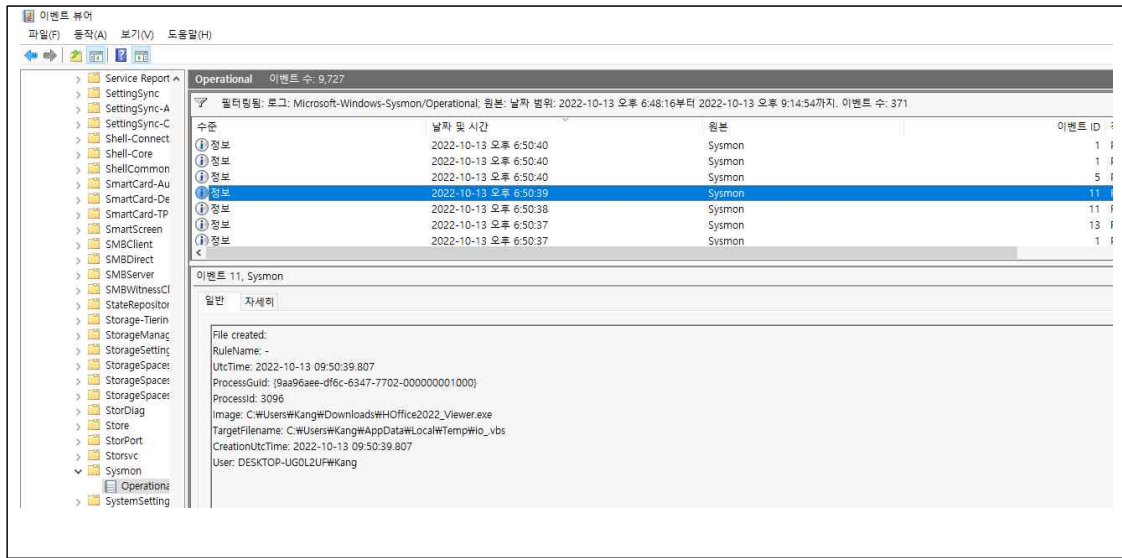 이벤트 뷰어
파일(F) 동작(A) 보기(V) 도움말(H)
Service Report
SettingSync
SettingSync-A
SettingSync-C
Shell-Connect
Shell-Core
ShellCommon
SmartCard-Au
SmartCard-De
SmartCard-TP
SmartScreen
SMBClient
SMBDirect
SMBServer
SMBWitnessCl
StateRepositor
Storage-Tierin
StorageManag
StorageSetting
StorageSpaces
StorageSpaces
StorageSpaces
StorDiag
Store
StorPort
Storsvc
Sysmon
Operationa
SystemSetting
Operational 이벤트 수: 9,727
필터링됨: 로그: Microsoft-Windows-Sysmon/Operational; 원본: 날짜 범위: 2022-10-13 오후 6:48:16부터 2022-10-13 오후 9:14:54까지. 이벤트 수: 371
수준 날짜 및 시간 원본 이벤트 ID
정보 2022-10-13 오후 6:50:40 Sysmon 1
정보 2022-10-13 오후 6:50:40 Sysmon 1
정보 2022-10-13 오후 6:50:40 Sysmon 5
정보 2022-10-13 오후 6:50:39 Sysmon 11
정보 2022-10-13 오후 6:50:38 Sysmon 11
정보 2022-10-13 오후 6:50:37 Sysmon 13
정보 2022-10-13 오후 6:50:37 Sysmon 1
이벤트 11, Sysmon
일반 자세히
File created:
RuleName: -
UtcTime: 2022-10-13 09:50:39.807
ProcessGuid: {9aa96aee-df6c-6347-7702-000000001000}
ProcessId: 3096
Image: C:₩Users₩Kang₩Downloads₩HOffice2022_Viewer.exe
TargetFilename: C:₩Users₩Kang₩AppData₩Local₩Temp₩io_.vbs
CreationUtcTime: 2022-10-13 09:50:39.807
User: DESKTOP-UG0L2UF₩Kang